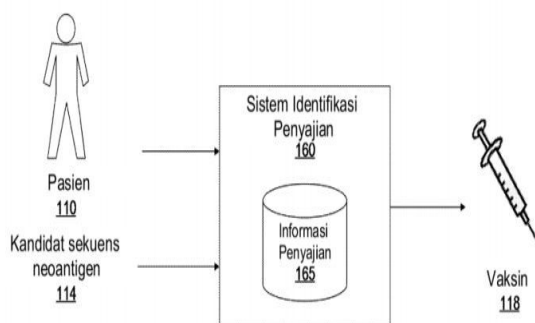 Pasien
110
Kandidat sekuens
neoantigen
114
Sistem Identifikasi
Penyajian
160
Informasi
Penyajian
165
Vaksin
118